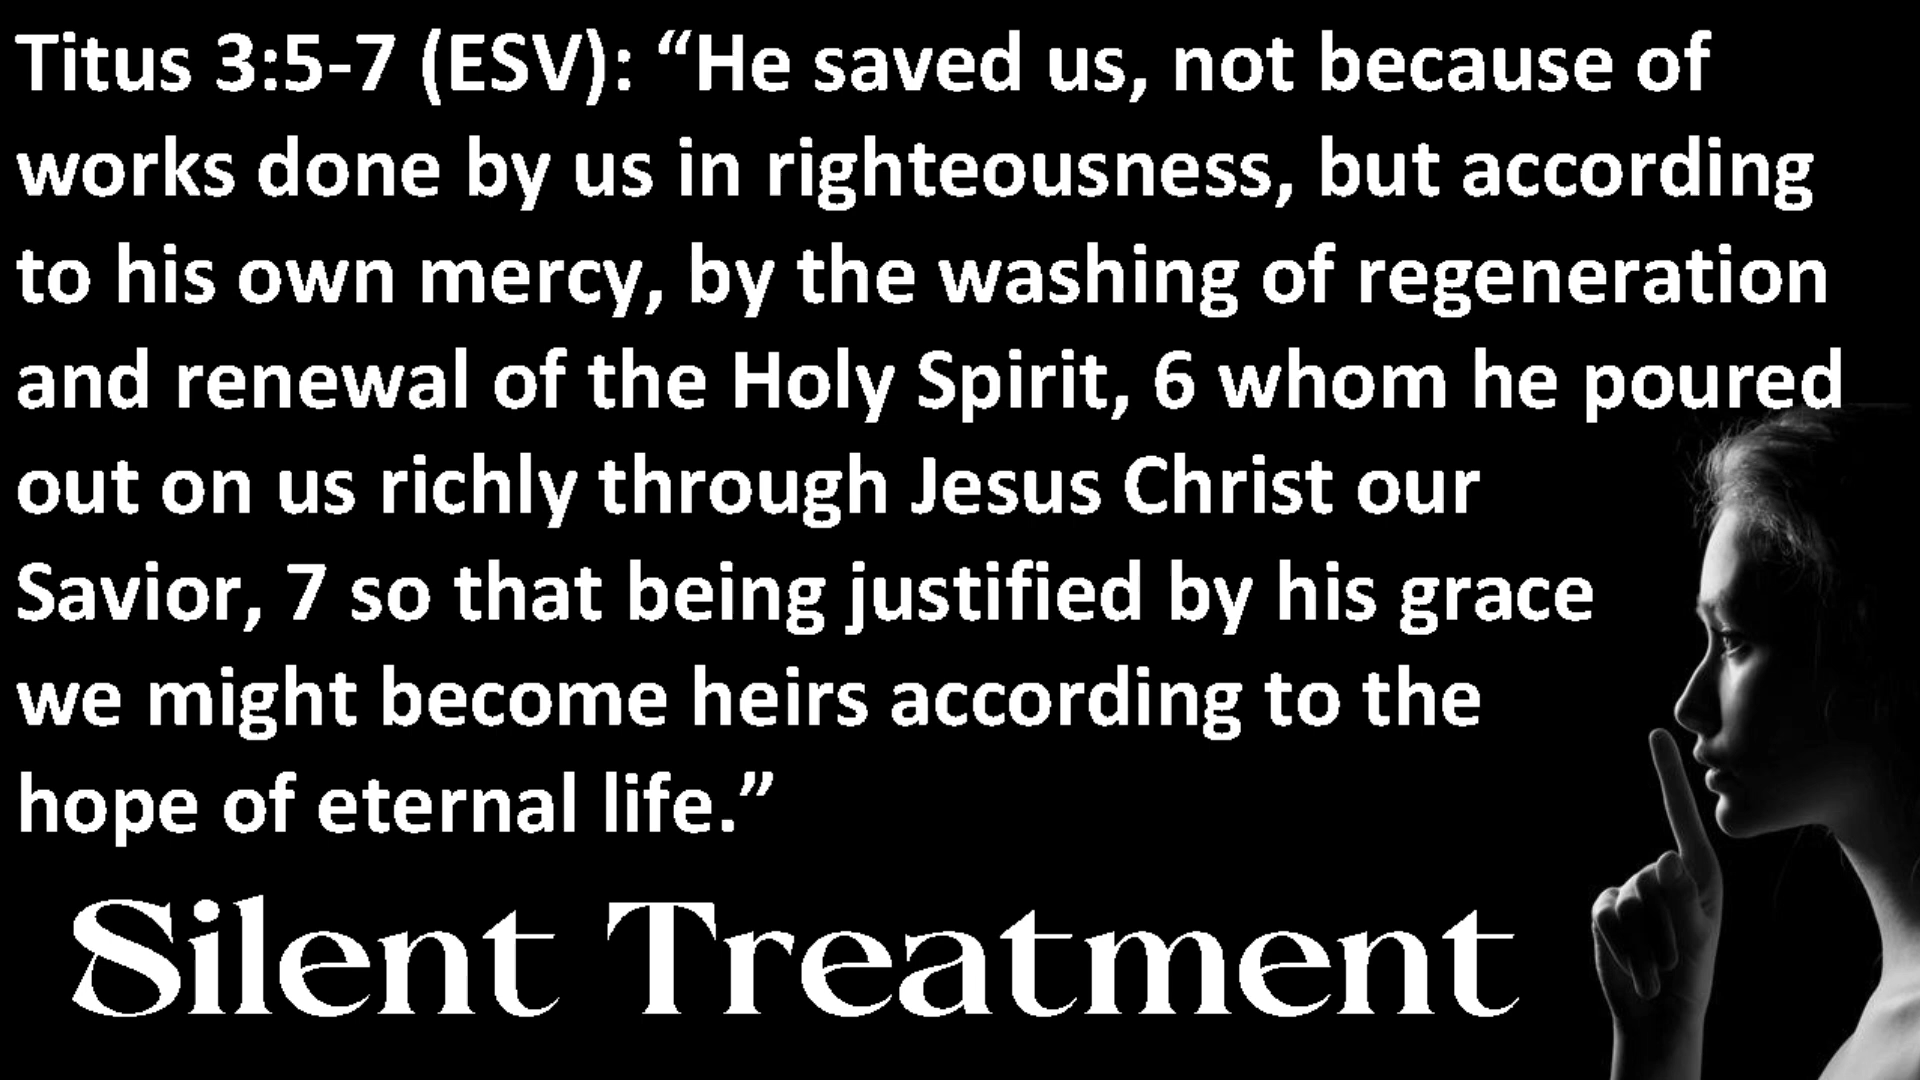 Titus 3:5-7 (ESV): “He saved us, not because of
works done by us in righteousness, but according
to his own mercy, by the washing of regeneration
and renewal of the Holy Spirit, 6 whom he poured
out on us richly through Jesus Christ our
Savior, 7 so that being justified by his grace
we might become heirs according to the
hope of eternal life.”
Silent Treatment